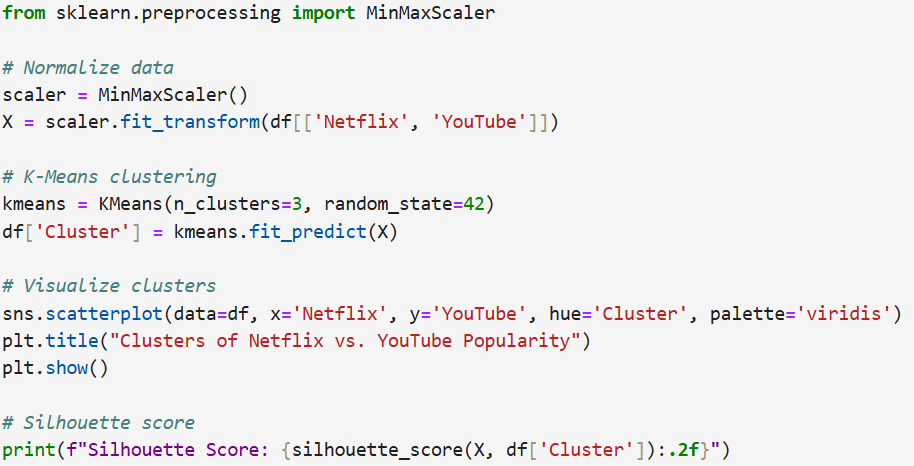 from sklearn.preprocessing import MinMaxScaler
# Normalize data
scaler = MinMaxScaler()
X = scaler.fit_transform(df[['Netflix', 'YouTube']])
# K-Means clustering
kmeans = KMeans(n_clusters=3, random_state=42)
df['Cluster'] = kmeans.fit_predict(X)
# Visualize clusters
sns.scatterplot(data=df, x='Netflix', y='YouTube', hue='Cluster', palette='viridis')
plt.title("Clusters of Netflix vs. YouTube Popularity")
plt.show()
# Silhouette score
print(f"Silhouette Score: {silhouette_score(X, df['Cluster']):.2f}")